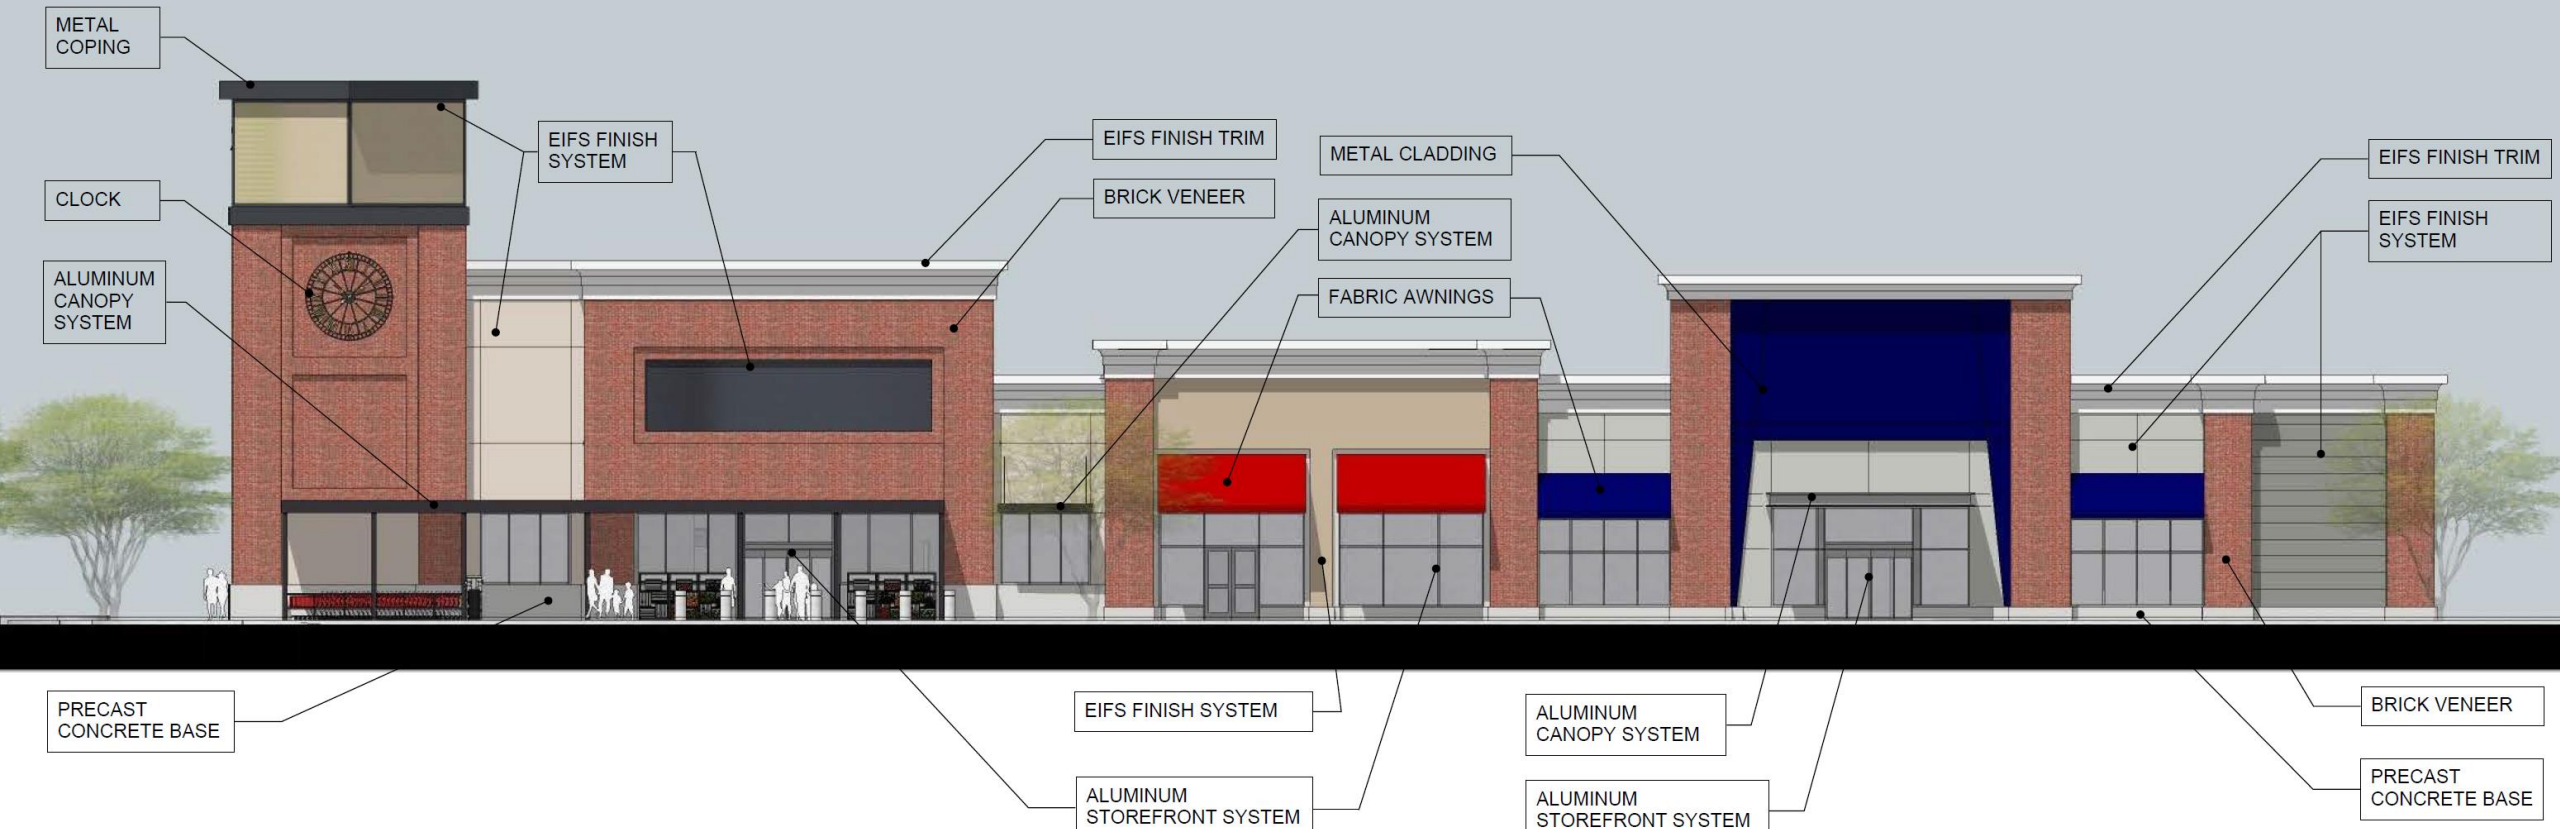 METAL
COPING
CLOCK
ALUMINUM
CANOPY
SYSTEM
EIFS FINISH
SYSTEM
EIFS FINISH TRIM
BRICK VENEER
METAL CLADDING
ALUMINUM
CANOPY SYSTEM
FABRIC AWNINGS
EIFS FINISH TRIM
EIFS FINISH
SYSTEM
PRECAST
CONCRETE BASE
EIFS FINISH SYSTEM
ALUMINUM
STOREFRONT SYSTEM
ALUMINUM
CANOPY SYSTEM
ALUMINUM
STOREFRONT SYSTEM
BRICK VENEER
PRECAST
CONCRETE BASE